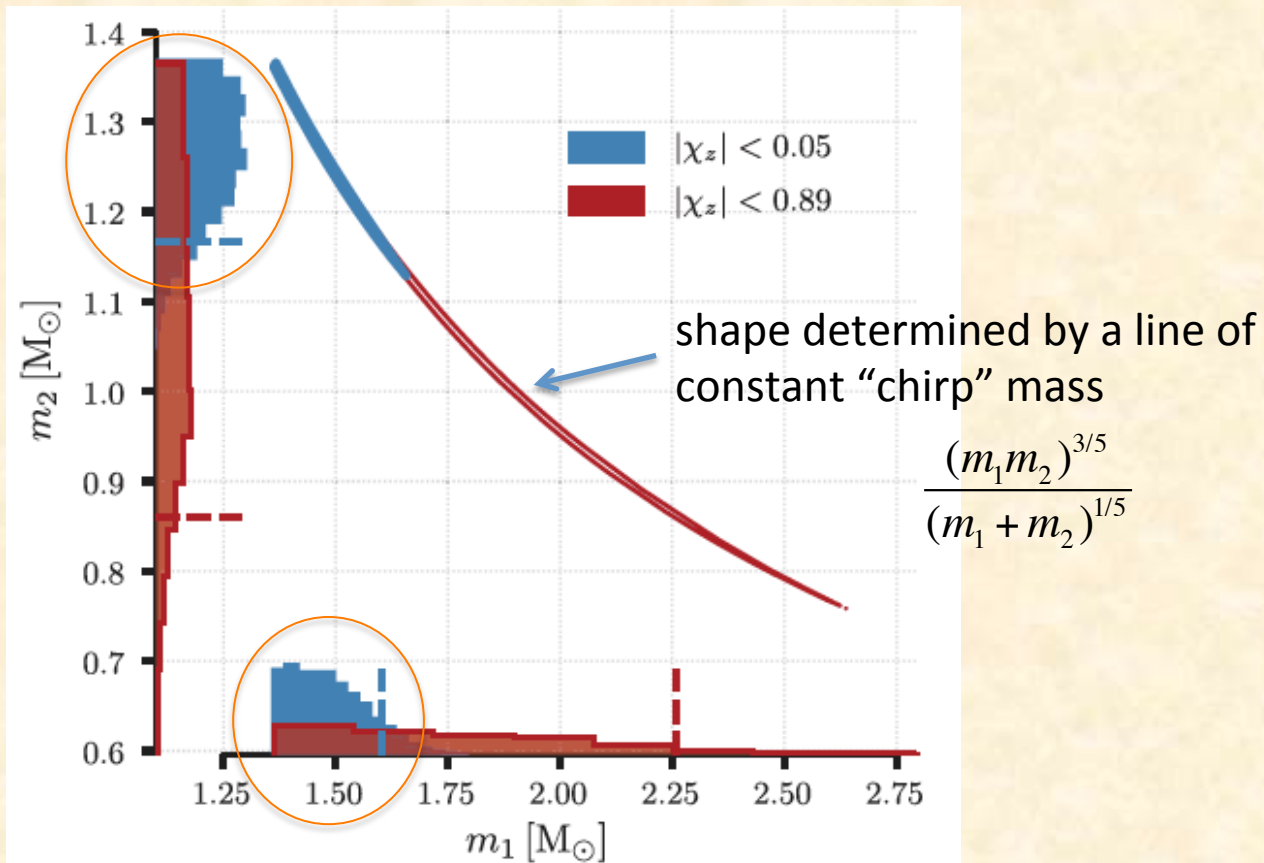 1.4
1.3
1.2
1.1
1.0
0.9
0.8
0.7
0.6
m₂ [M☉]
|χ_z| < 0.05
|χ_z| < 0.89
shape determined by a line of
constant “chirp” mass
(m₁m₂)^{3/5}
(m₁ + m₂)^{1/5}
1.25 1.50 1.75 2.00 2.25 2.50 2.75
m₁ [M☉]